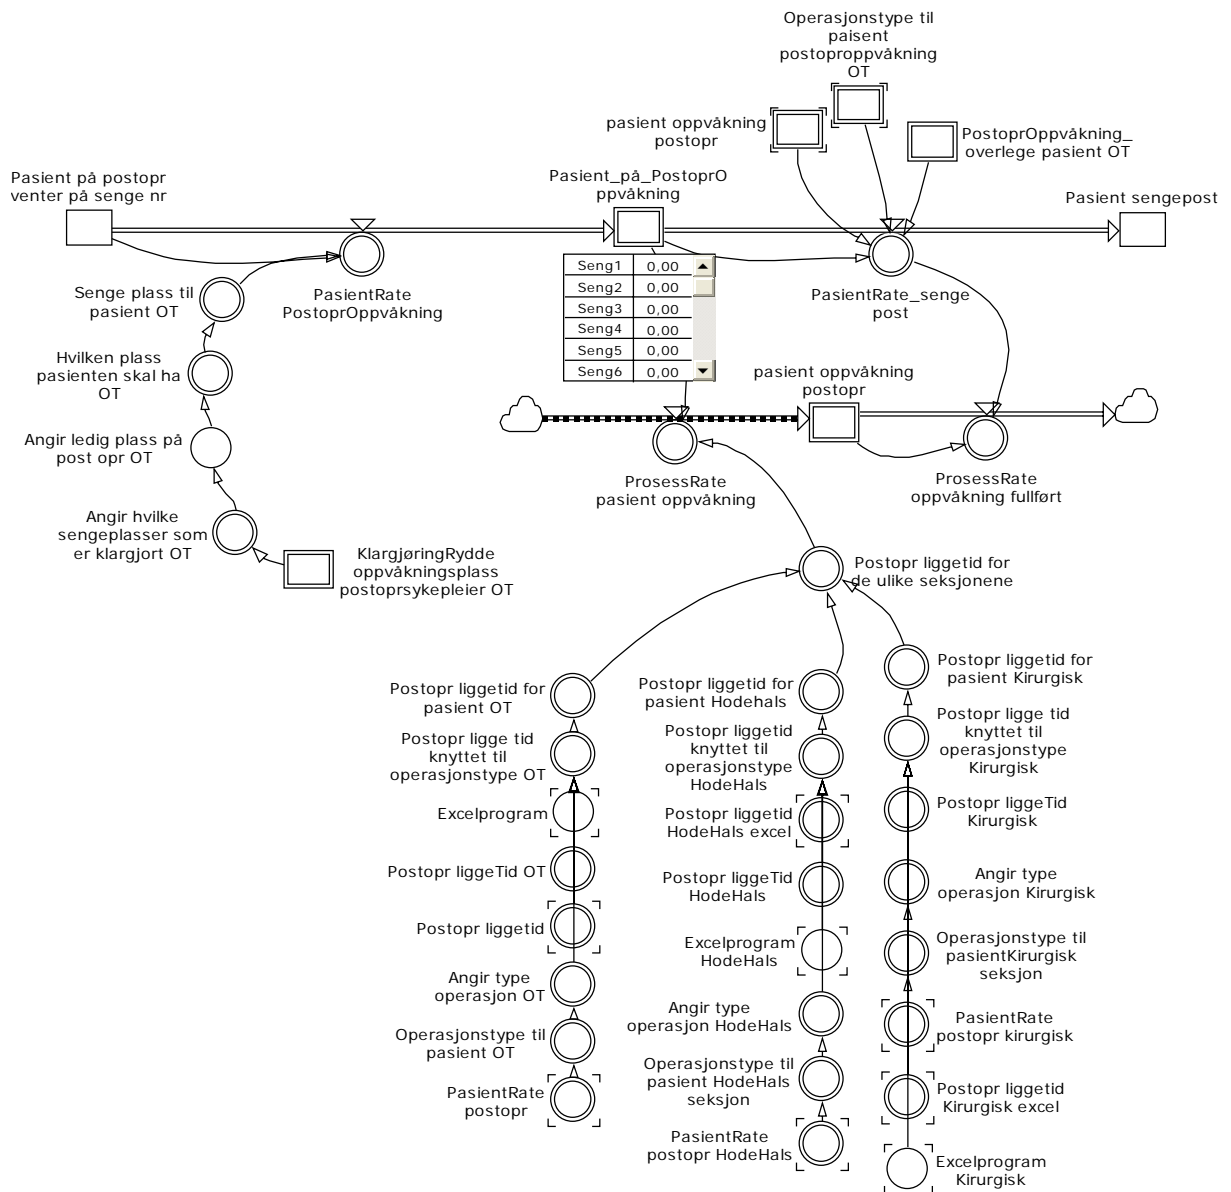 Operasjonstype til
paisent
postoproppvåkning
OT
pasient oppvåkning
postopr
PostoprOppvåkning_
overlege pasient OT
Pasient på postopr
venter på senge nr
Pasient_på_PostoprO
ppvåkning
Pasient sengepost
Senge plass til
pasient OT
PasientRate
PostoprOppvåkning
Seng1 0,00
Seng2 0,00
Seng3 0,00
Seng4 0,00
Seng5 0,00
Seng6 0,00
PasientRate_senge
post
Hvilken plass
pasienten skal ha
OT
pasient oppvåkning
postopr
Angir ledig plass på
post opr OT
ProsessRate
pasient oppvåkning
ProsessRate
oppvåkning fullført
Angir hvilke
sengeplasser som
er klargjort OT
KlargjøringRydde
oppvåkningsplass
postoprsykepleier OT
Postopr liggetid for
de ulike seksjonene
Postopr liggetid for
pasient OT
Postopr ligge tid
knyttet til
operasjonstype OT
Excelprogram
Postopr liggeTid OT
Postopr liggetid
Angir type
operasjon OT
Operasjonstype til
pasient OT
PasientRate
postopr
Postopr liggetid for
pasient Hodehals
Postopr liggetid
knyttet til
operasjonstype
HodeHals
Postopr liggetid
HodeHals excel
Postopr liggeTid
HodeHals
Excelprogram
HodeHals
Angir type
operasjon HodeHals
Operasjonstype til
pasient HodeHals
seksjon
PasientRate
postopr HodeHals
Postopr liggetid for
pasient Kirurgisk
Postopr ligge tid
knyttet til
operasjonstype
Kirurgisk
Postopr liggeTid
Kirurgisk
Angir type
operasjon Kirurgisk
Operasjonstype til
pasientKirurgisk
seksjon
PasientRate
postopr kirurgisk
Postopr liggetid
Kirurgisk excel
Excelprogram
Kirurgisk